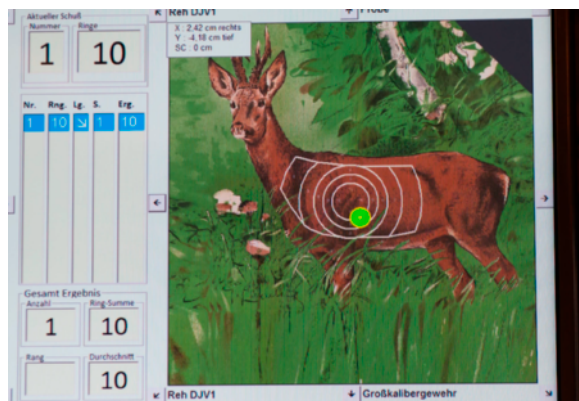 Aktueller Schuß
Nummer Ringe
1 10
Nr. Rng. Lg. S. Erg.
1 10 1 10
Gesamt Ergebnis
Anzahl Ring-Summe
1 10
Rang Durchschnitt
10
Reh DJV1 Probe
X : 2,42 cm rechts
Y : -4,18 cm tief
SC : 0 cm
Reh DJV1 Großkalibergewehr